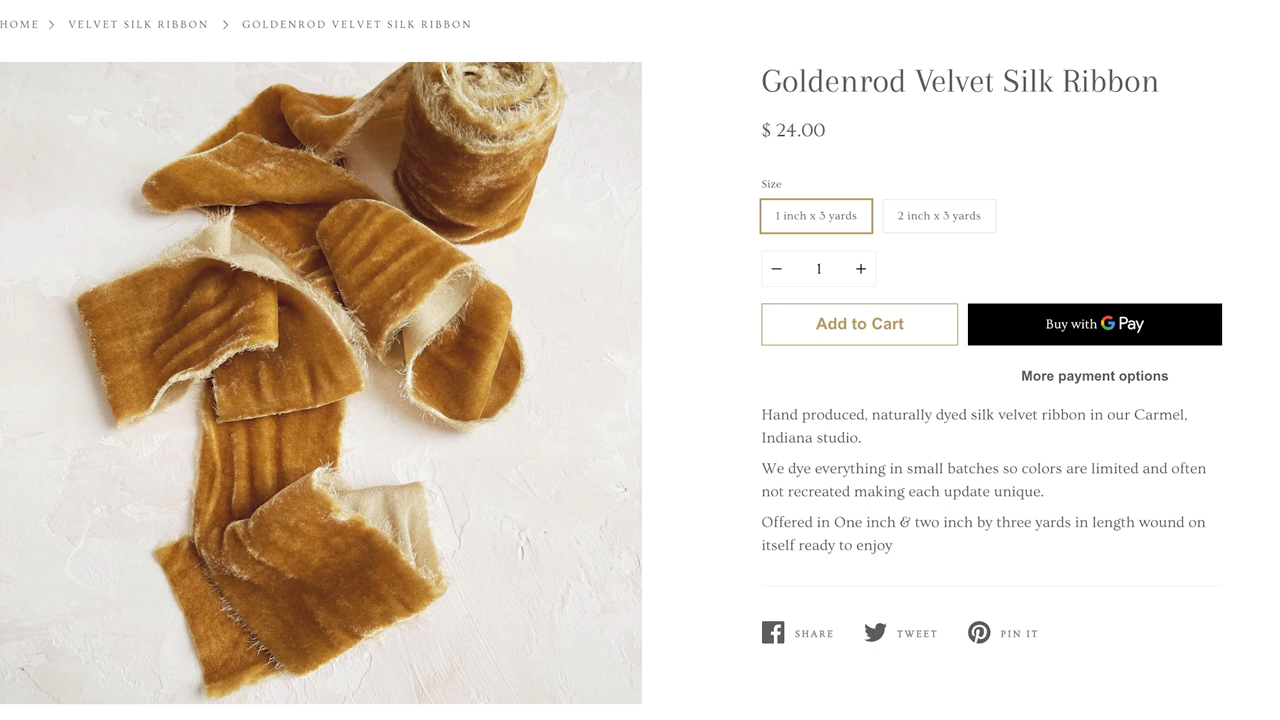 HOME > VELVET SILK RIBBON > GOLDENROD VELVET SILK RIBBON
Goldenrod Velvet Silk Ribbon
$ 24.00
Size
1 inch x 3 yards 2 inch x 3 yards
− 1 +
Add to Cart Buy with G Pay
More payment options
Hand produced, naturally dyed silk velvet ribbon in our Carmel,
Indiana studio.
We dye everything in small batches so colors are limited and often
not recreated making each update unique.
Offered in One inch & two inch by three yards in length wound on
itself ready to enjoy
SHARE TWEET PIN IT